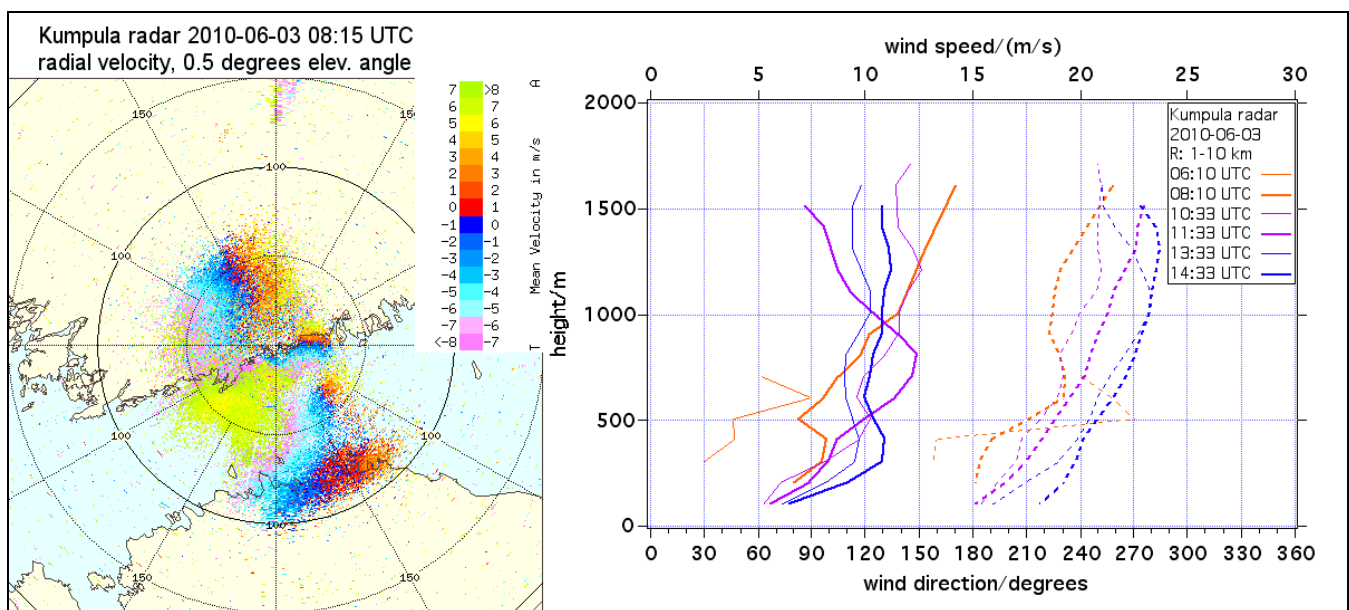 Kumpula radar 2010-06-03 08:15 UTC
radial velocity, 0.5 degrees elev. angle
150
150
100
100
100
100
100
150
150
7 >8
6 7
5 6
4 5
3 4
2 3
1 2
0 1
-1 0
-2 -1
-3 -2
-4 -3
-5 -4
-6 -5
-7 -6
<-8 -7
T Mean Velocity in m/s A
wind speed/(m/s)
0 5 10 15 20 25 30
height/m
2000
1500
1000
500
0
Kumpula radar
2010-06-03
R: 1-10 km
06:10 UTC
08:10 UTC
10:33 UTC
11:33 UTC
13:33 UTC
14:33 UTC
0 30 60 90 120 150 180 210 240 270 300 330 360
wind direction/degrees